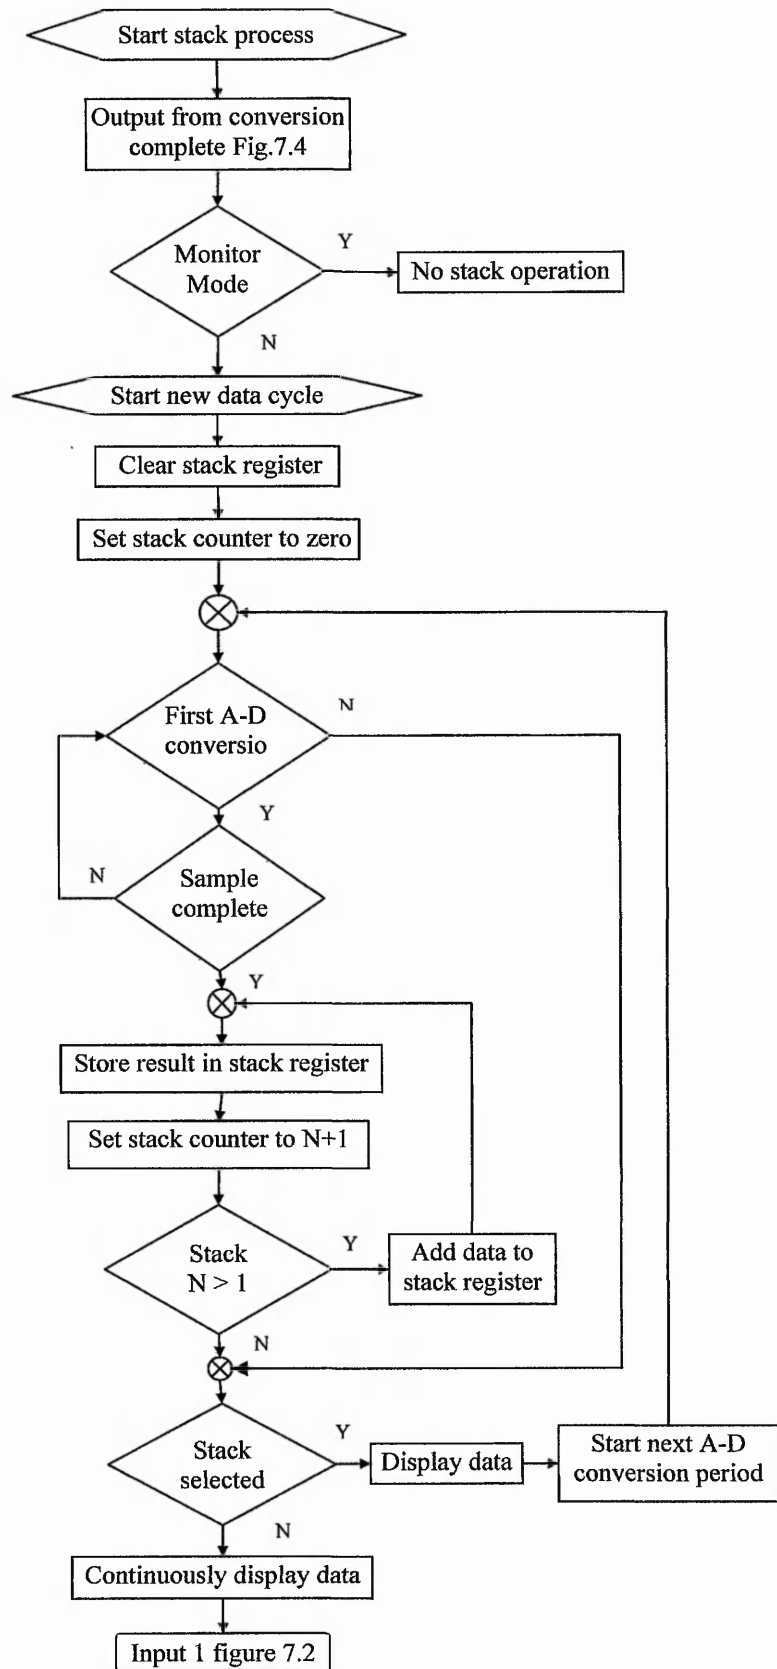 Start stack process
Output from conversion
complete Fig.7.4
Monitor
Mode
Y
No stack operation
N
Start new data cycle
Clear stack register
Set stack counter to zero
First A-D
conversio
N
Y
Sample
complete
N
Y
Store result in stack register
Set stack counter to N+1
Stack
N > 1
Y
Add data to
stack register
N
Stack
selected
Y
Display data
Start next A-D
conversion period
N
Continuously display data
Input 1 figure 7.2